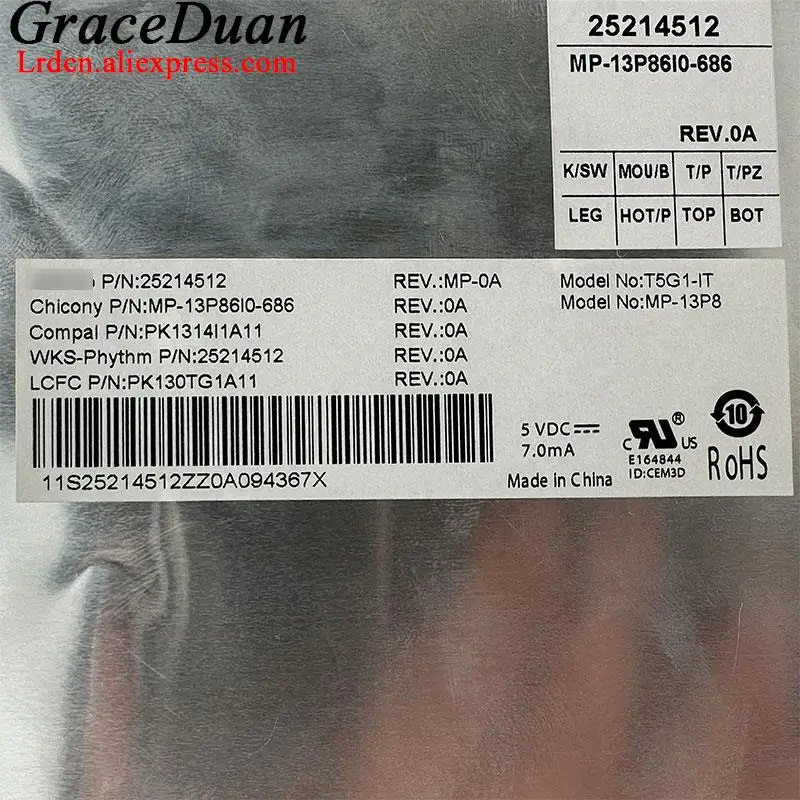 GraceDuan
Lrdcn.aliexpress.com
25214512
MP-13P86I0-686
REV.0A
K/SW MOU/B T/P T/PZ
LEG HOT/P TOP BOT
P/N:25214512 REV.:MP-0A Model No:T5G1-IT
Chicony P/N:MP-13P86I0-686 REV.:0A Model No:MP-13P8
Compal P/N:PK1314I1A11 REV.:0A
WKS-Phythm P/N:25214512 REV.:0A
LCFC P/N:PK130TG1A11 REV.:0A
11S25214512ZZ0A094367X
5 VDC
7.0mA
Made in China
c RU ® US
E164844
ID:CEM3D
10
RoHS